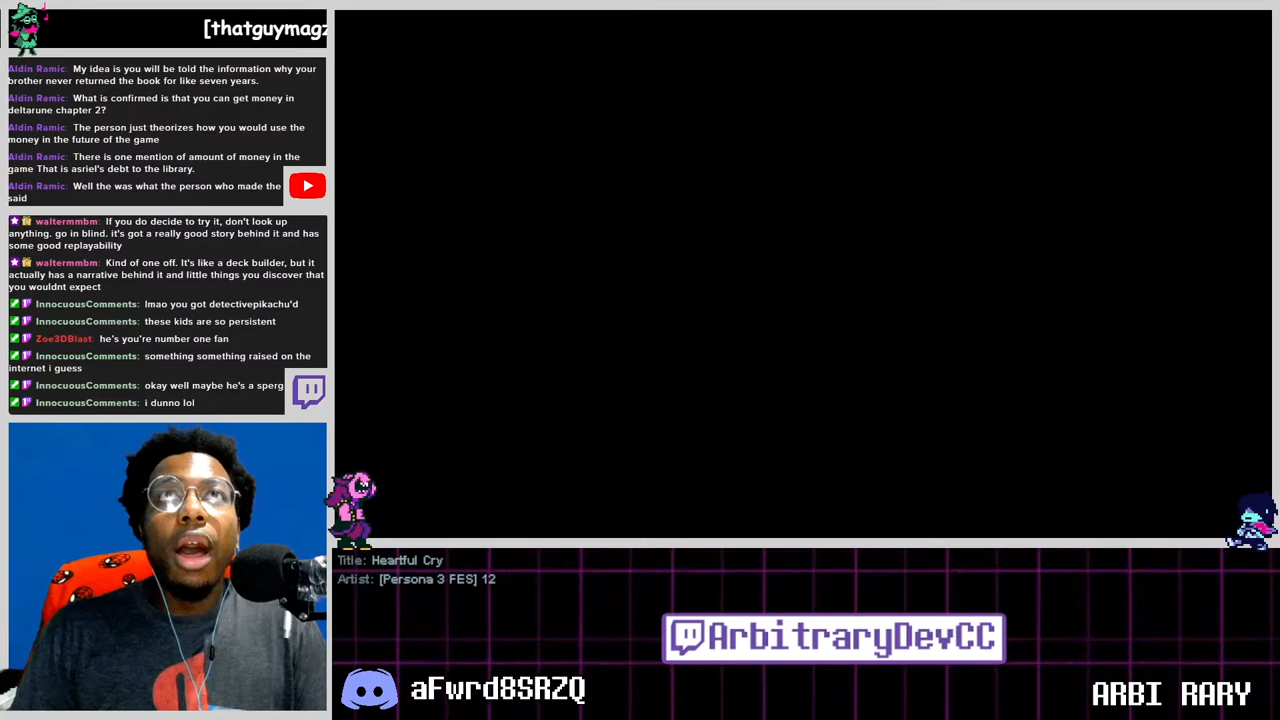 [thatguymagz
Aldin Ramic: My idea is you will be told the information why your
brother never returned the book for like seven years.
Aldin Ramic: What is confirmed is that you can get money in
deltarune chapter 2?
Aldin Ramic: The person just theorizes how you would use the
money in the future of the game
Aldin Ramic: There is one mention of amount of money in the
game That is asriel's debt to the library.
Aldin Ramic: Well the was what the person who made the
said
waltermmbm: If you do decide to try it, don't look up
anything. go in blind. it's got a really good story behind it and has
some good replayability
waltermmbm: Kind of one off. It's like a deck builder, but it
actually has a narrative behind it and little things you discover that
you wouldnt expect
InnocuousComments: lmao you got detectivepikachu'd
InnocuousComments: these kids are so persistent
Zoe3DBlast: he's you're number one fan
InnocuousComments: something something raised on the
internet i guess
InnocuousComments: okay well maybe he's a sperg
InnocuousComments: i dunno lol
Title: Heartful Cry
Artist: [Persona 3 FES] 12
ArbitraryDevCC
aFwrd8SRZQ
ARBI RARY